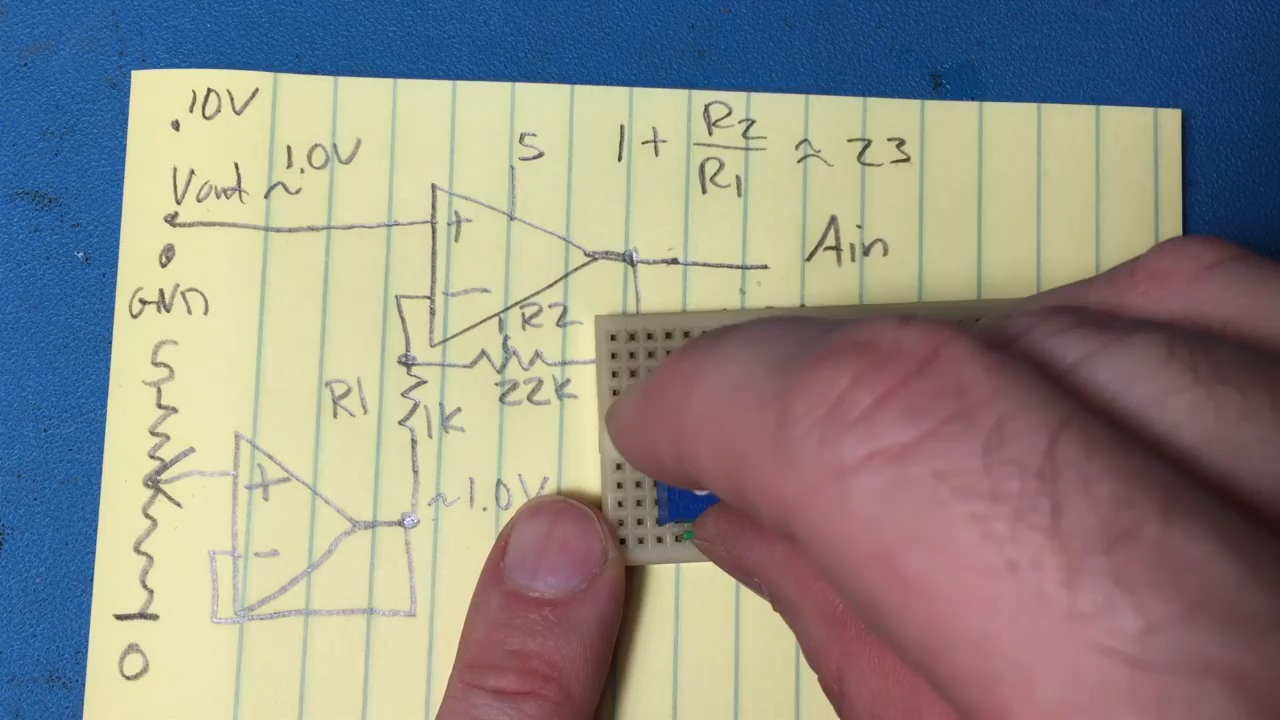 .10V
1.0V
Vout ~
GND
5
+
-
5
1 + R2/R1 ≈ 23
Ain
R2
22K
R1
1K
+
-
~1.0V
0